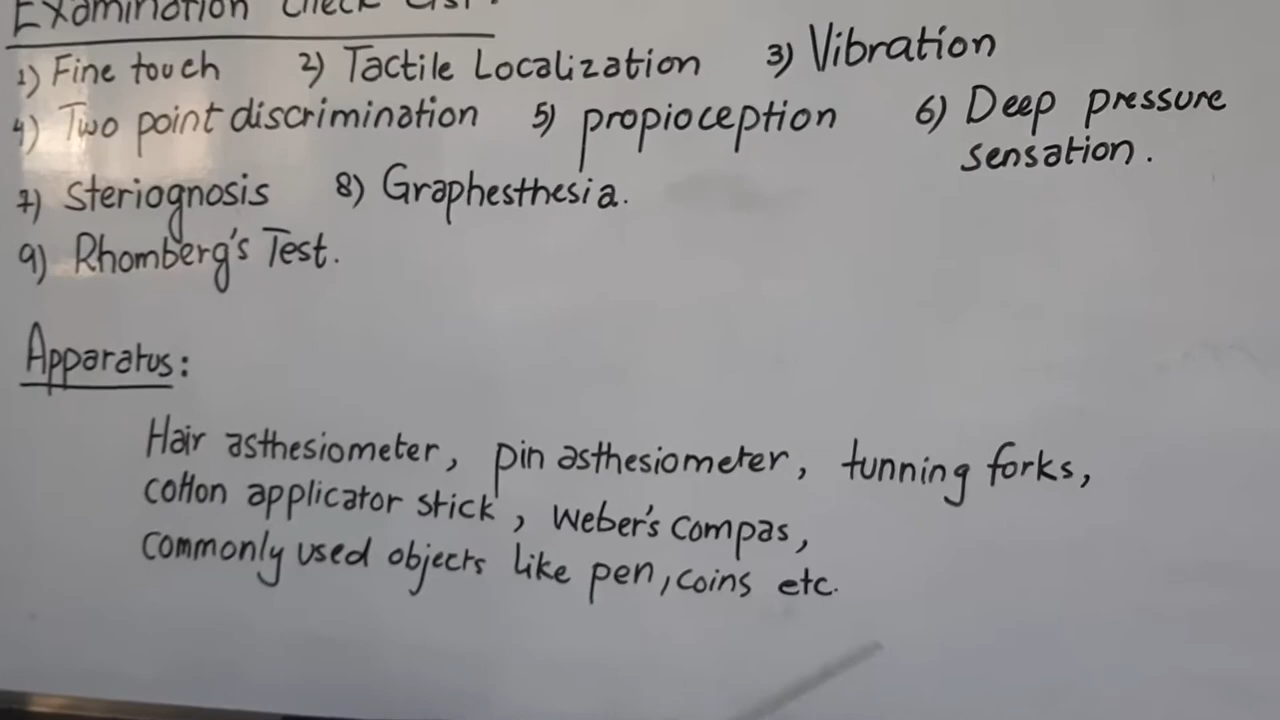 Examination Check List:
1) Fine touch 2) Tactile Localization 3) Vibration
4) Two point discrimination 5) propioception 6) Deep pressure
sensation.
7) Steriognosis 8) Graphesthesia.
9) Rhomberg's Test.
Apparatus:
Hair asthesiometer, pin asthesiometer, tunning forks,
cotton applicator stick, Weber's compas,
commonly used objects like pen, coins etc.